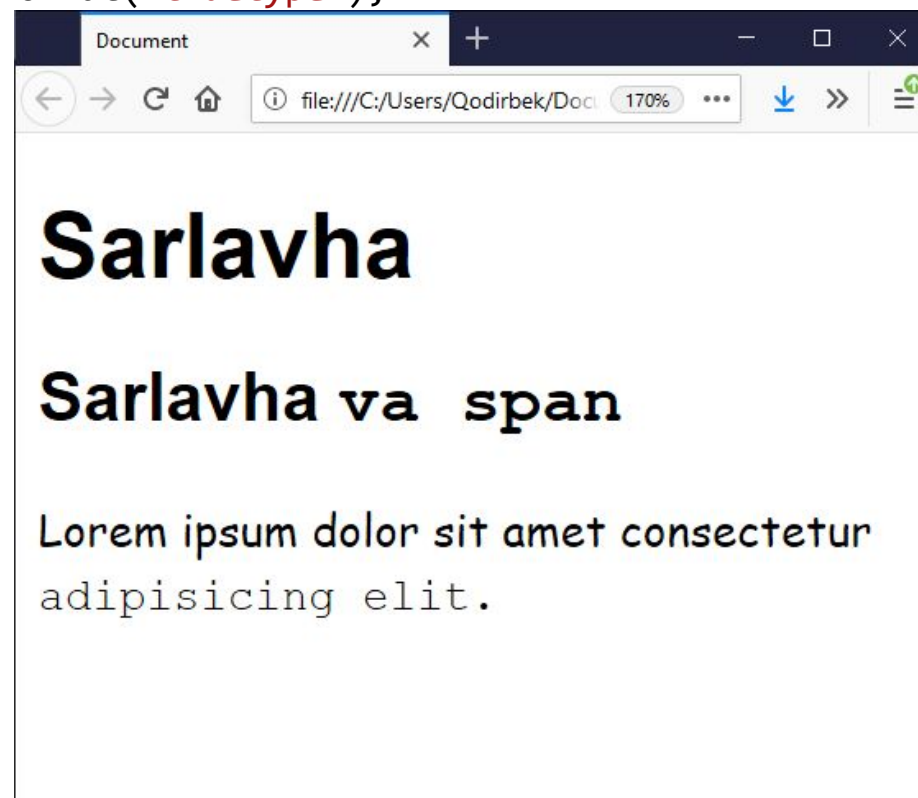 Document
file:///C:/Users/Qodirbek/Doc
170%
Sarlavha
Sarlavha va span
Lorem ipsum dolor sit amet consectetur
adipisicing elit.